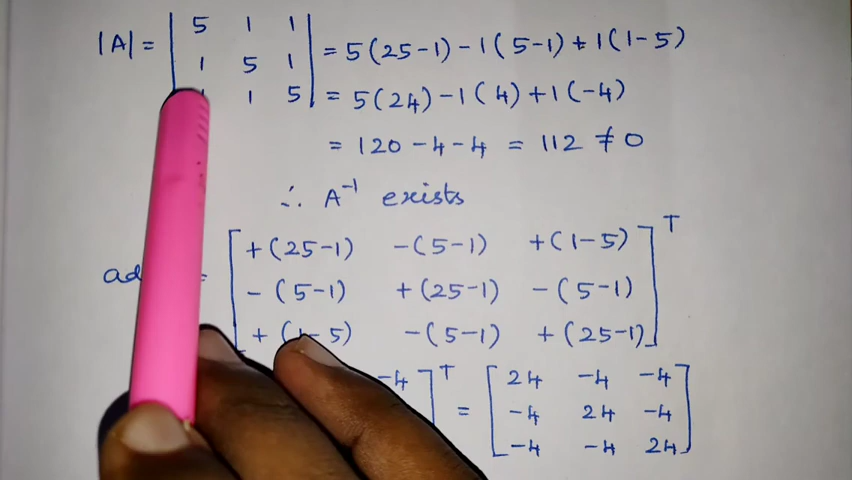 |A| = | 5 1 1 | = 5(25-1) - 1(5-1) + 1(1-5)
| 1 5 1 |
| 1 5 | = 5(24) - 1(4) + 1(-4)
= 120 - 4 - 4 = 112 ≠ 0
∴ A⁻¹ exists
ad = [ +(25-1) -(5-1) +(1-5) ]ᵀ
-(5-1) +(25-1) -(5-1)
+(1-5) -(5-1) +(25-1)
-4 ]ᵀ = [ 24 -4 -4 ]
-4 24 -4
-4 -4 24